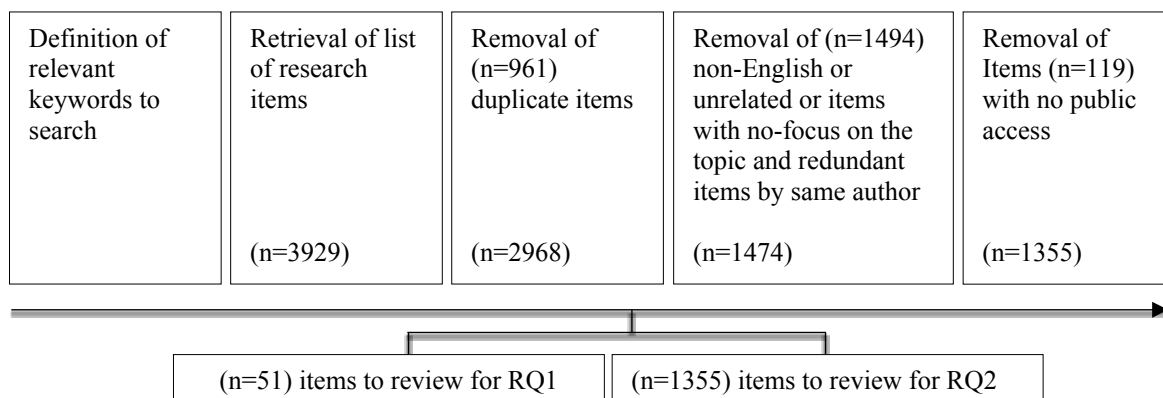 Definition of
relevant
keywords to
search
Retrieval of list
of research
items
(n=3929)
Removal of
(n=961)
duplicate items
(n=2968)
Removal of (n=1494)
non-English or
unrelated or items
with no-focus on the
topic and redundant
items by same author
(n=1474)
Removal of
Items (n=119)
with no public
access
(n=1355)
(n=51) items to review for RQ1
(n=1355) items to review for RQ2